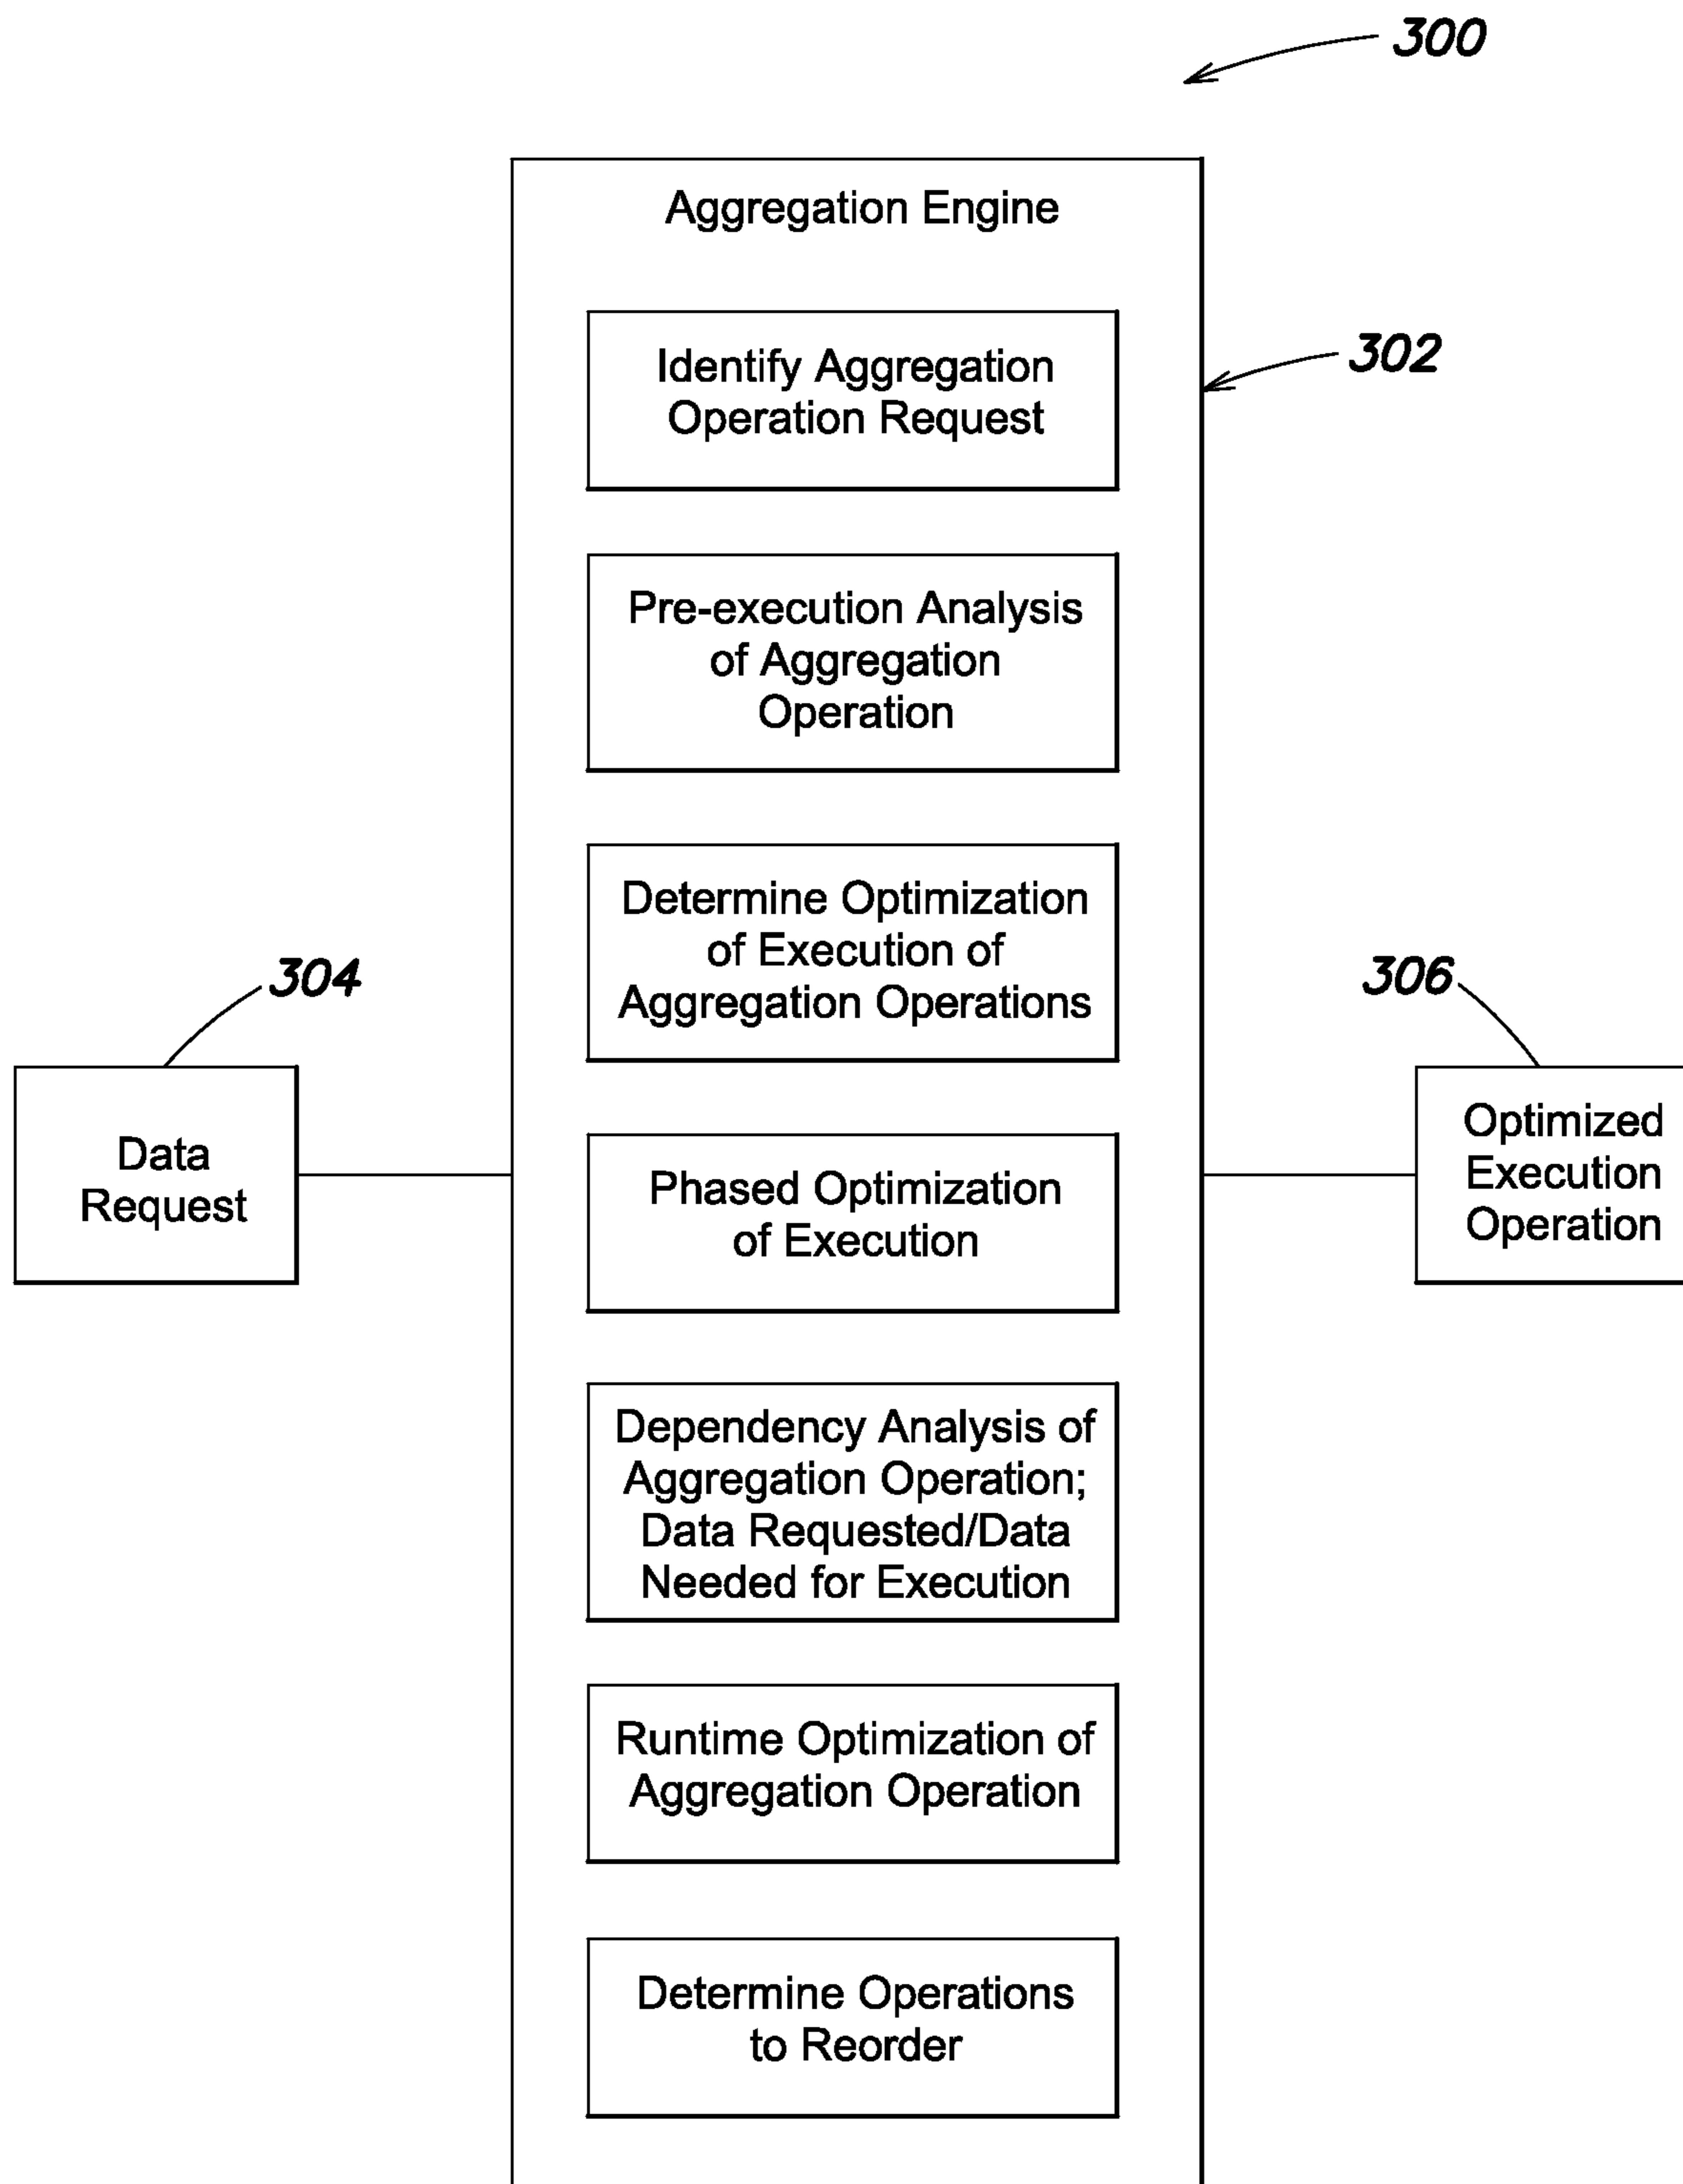 300
Aggregation Engine
302
Identify Aggregation
Operation Request
Pre-execution Analysis
of Aggregation
Operation
Determine Optimization
of Execution of
Aggregation Operations
304
Data
Request
306
Optimized
Execution
Operation
Phased Optimization
of Execution
Dependency Analysis of
Aggregation Operation;
Data Requested/Data
Needed for Execution
Runtime Optimization of
Aggregation Operation
Determine Operations
to Reorder